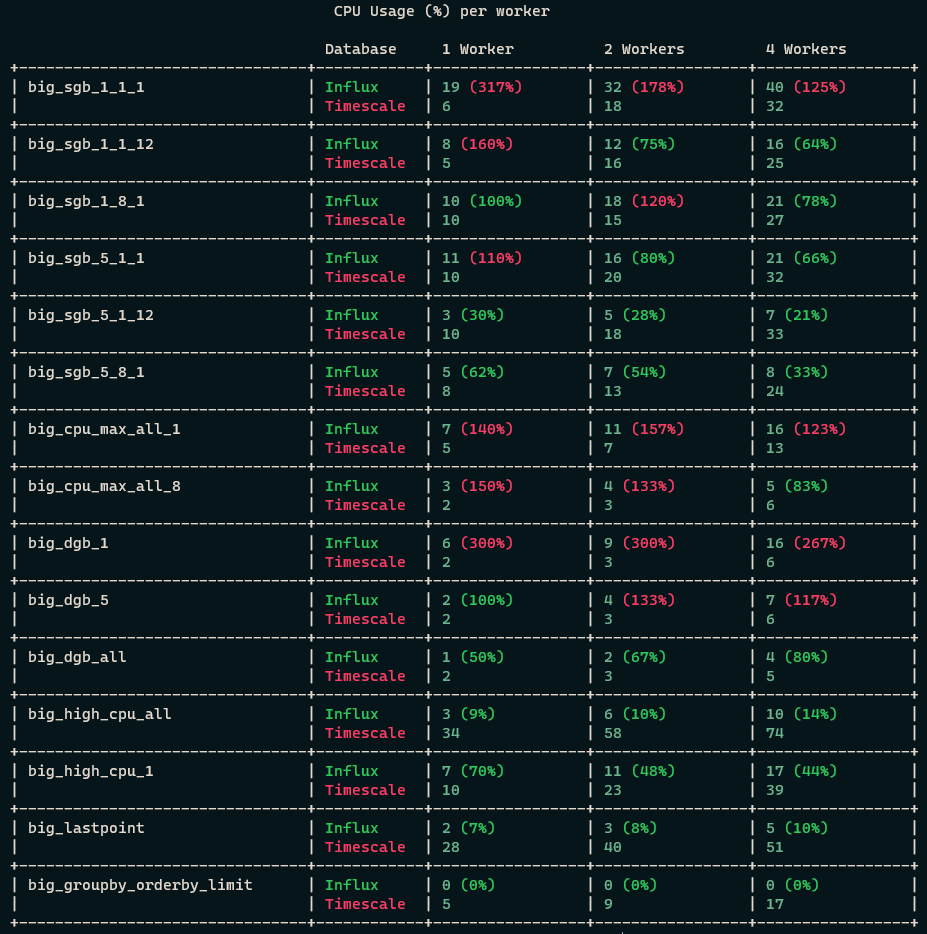 CPU Usage (%) per worker
Database 1 Worker 2 Workers 4 Workers
big_sgb_1_1_1 Influx 19 (317%) 32 (178%) 40 (125%)
Timescale 6 18 32
big_sgb_1_1_12 Influx 8 (160%) 12 (75%) 16 (64%)
Timescale 5 16 25
big_sgb_1_8_1 Influx 10 (100%) 18 (120%) 21 (78%)
Timescale 10 15 27
big_sgb_5_1_1 Influx 11 (110%) 16 (80%) 21 (66%)
Timescale 10 20 32
big_sgb_5_1_12 Influx 3 (30%) 5 (28%) 7 (21%)
Timescale 10 18 33
big_sgb_5_8_1 Influx 5 (62%) 7 (54%) 8 (33%)
Timescale 8 13 24
big_cpu_max_all_1 Influx 7 (140%) 11 (157%) 16 (123%)
Timescale 5 7 13
big_cpu_max_all_8 Influx 3 (150%) 4 (133%) 5 (83%)
Timescale 2 3 6
big_dgb_1 Influx 6 (300%) 9 (300%) 16 (267%)
Timescale 2 3 6
big_dgb_5 Influx 2 (100%) 4 (133%) 7 (117%)
Timescale 2 3 6
big_dgb_all Influx 1 (50%) 2 (67%) 4 (80%)
Timescale 2 3 5
big_high_cpu_all Influx 3 (9%) 6 (10%) 10 (14%)
Timescale 34 58 74
big_high_cpu_1 Influx 7 (70%) 11 (48%) 17 (44%)
Timescale 10 23 39
big_lastpoint Influx 2 (7%) 3 (8%) 5 (10%)
Timescale 28 40 51
big_groupby_orderby_limit Influx 0 (0%) 0 (0%) 0 (0%)
Timescale 5 9 17